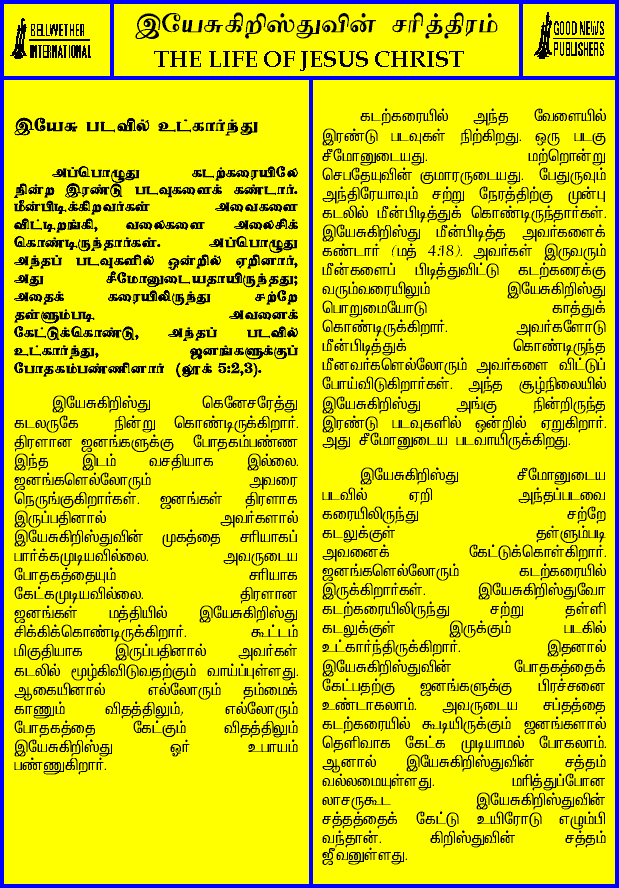 BELLWETHER
INTERNATIONAL
இயேசுகிறிஸ்துவின் சரித்திரம்
THE LIFE OF JESUS CHRIST
GOOD NEWS
PUBLISHERS
இயேசு படவில் உட்கார்ந்து
அப்பொழுது கடற்கரையிலே
நின்ற இரண்டு படவுகளைக் கண்டார்.
மீன்பிடிக்கிறவர்கள் அவைகளை
விட்டிறங்கி, வலைகளை அலைசிக்
கொண்டிருந்தார்கள். அப்பொழுது
அந்தப் படவுகளில் ஒன்றில் ஏறினார்,
அது சீமோனுடையதாயிருந்தது;
அதைக் கரையிலிருந்து சற்றே
தள்ளும்படி அவனைக்
கேட்டுக்கொண்டு, அந்தப் படவில்
உட்கார்ந்து, ஜனங்களுக்குப்
போதகம்பண்ணினார் (லூக் 5:2,3).
இயேசுகிறிஸ்து கெனேசரேத்து
கடலருகே நின்று கொண்டிருக்கிறார்.
திரளான ஜனங்களுக்கு போதகம்பண்ண
இந்த இடம் வசதியாக இல்லை.
ஜனங்களெல்லோரும் அவரை
நெருங்குகிறார்கள். ஜனங்கள் திரளாக
இருப்பதினால் அவர்களால்
இயேசுகிறிஸ்துவின் முகத்தை சரியாகப்
பார்க்கமுடியவில்லை. அவருடைய
போதகத்தையும் சரியாக
கேட்கமுடியவில்லை. திரளான
ஜனங்கள் மத்தியில் இயேசுகிறிஸ்து
சிக்கிக்கொண்டிருக்கிறார். கூட்டம்
மிகுதியாக இருப்பதினால் அவர்கள்
கடலில் மூழ்கிவிடுவதற்கும் வாய்ப்புள்ளது.
ஆகையினால் எல்லோரும் தம்மைக்
காணும் விதத்திலும், எல்லோரும்
போதகத்தை கேட்கும் விதத்திலும்
இயேசுகிறிஸ்து ஓர் உபாயம்
பண்ணுகிறார்.
கடற்கரையில் அந்த வேளையில்
இரண்டு படவுகள் நிற்கிறது. ஒரு படகு
சீமோனுடையது. மற்றொன்று
செபதேயுவின் குமாரருடையது. பேதுருவும்
அந்திரேயாவும் சற்று நேரத்திற்கு முன்பு
கடலில் மீன்பிடித்துக் கொண்டிருந்தார்கள்.
இயேசுகிறிஸ்து மீன்பிடித்த அவர்களைக்
கண்டார் (மத் 4:18). அவர்கள் இருவரும்
மீன்களைப் பிடித்துவிட்டு கடற்கரைக்கு
வரும்வரையிலும் இயேசுகிறிஸ்து
பொறுமையோடு காத்துக்
கொண்டிருக்கிறார். அவர்களோடு
மீன்பிடித்துக் கொண்டிருந்த
மீனவர்களெல்லோரும் அவர்களை விட்டுப்
போய்விடுகிறார்கள். அந்த சூழ்நிலையில்
இயேசுகிறிஸ்து அங்கு நின்றிருந்த
இரண்டு படவுகளில் ஒன்றில் ஏறுகிறார்.
அது சீமோனுடைய படவாயிருக்கிறது.
இயேசுகிறிஸ்து சீமோனுடைய
படவில் ஏறி அந்தப்படவை
கரையிலிருந்து சற்றே
கடலுக்குள் தள்ளும்படி
அவனைக் கேட்டுக்கொள்கிறார்.
ஜனங்களெல்லோரும் கடற்கரையில்
இருக்கிறார்கள். இயேசுகிறிஸ்துவோ
கடற்கரையிலிருந்து சற்று தள்ளி
கடலுக்குள் இருக்கும் படகில்
உட்கார்ந்திருக்கிறார். இதனால்
இயேசுகிறிஸ்துவின் போதகத்தைக்
கேட்பதற்கு ஜனங்களுக்கு பிரச்சனை
உண்டாகலாம். அவருடைய சப்தத்தை
கடற்கரையில் கூடியிருக்கும் ஜனங்களால்
தெளிவாக கேட்க முடியாமல் போகலாம்.
ஆனால் இயேசுகிறிஸ்துவின் சத்தம்
வல்லமையுள்ளது. மரித்துப்போன
லாசருகூட இயேசுகிறிஸ்துவின்
சத்தத்தைக் கேட்டு உயிரோடு எழும்பி
வந்தான். கிறிஸ்துவின் சத்தம்
ஜீவனுள்ளது.